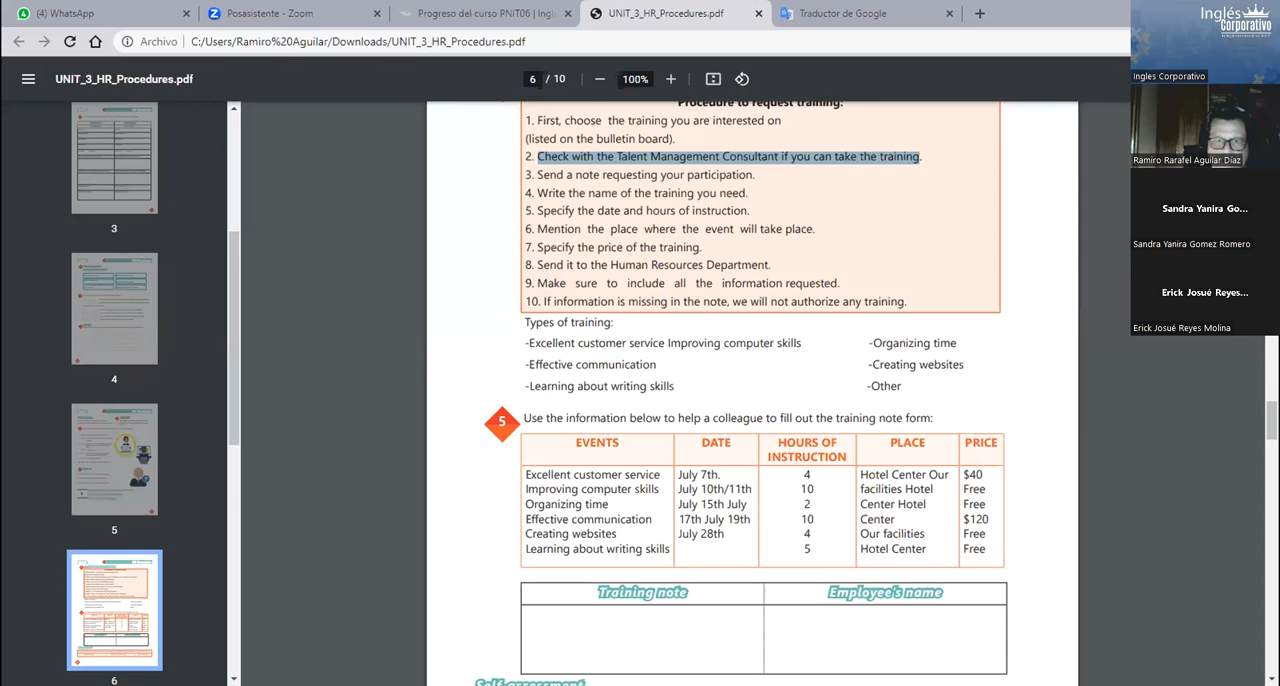 (4) WhatsApp
Posasistente - Zoom
Progreso del curso PNiT06 | Ingl
UNIT_3_HR_Procedures.pdf
Traductor de Google
Archivo
C:/Users/Ramiro%20Aguilar/Downloads/UNIT_3_HR_Procedures.pdf
UNIT_3_HR_Procedures.pdf
6 / 10
100%
Inglés
Corporativo
Ingles Corporativo
Ramiro Rarafel Aguilar Díaz
Sandra Yanira Go...
Sandra Yanira Gomez Romero
Erick Josué Reyes...
Erick Josué Reyes Molina
3
4
5
6
Procedure to request training:
1. First, choose the training you are interested on
(listed on the bulletin board).
2. Check with the Talent Management Consultant if you can take the training.
3. Send a note requesting your participation.
4. Write the name of the training you need.
5. Specify the date and hours of instruction.
6. Mention the place where the event will take place.
7. Specify the price of the training.
8. Send it to the Human Resources Department.
9. Make sure to include all the information requested.
10. If information is missing in the note, we will not authorize any training.
Types of training:
-Excellent customer service Improving computer skills
-Organizing time
-Effective communication
-Creating websites
-Learning about writing skills
-Other
5
Use the information below to help a colleague to fill out the training note form:
EVENTS DATE HOURS OF INSTRUCTION PLACE PRICE
Excellent customer service July 7th. 4 Hotel Center Our $40
Improving computer skills July 10th/11th 10 facilities Hotel Free
Organizing time July 15th July 2 Center Hotel Free
Effective communication 17th July 19th 10 Center $120
Creating websites July 28th 4 Our facilities Free
Learning about writing skills 5 Hotel Center Free
Training note Employee's name
Self-assessment